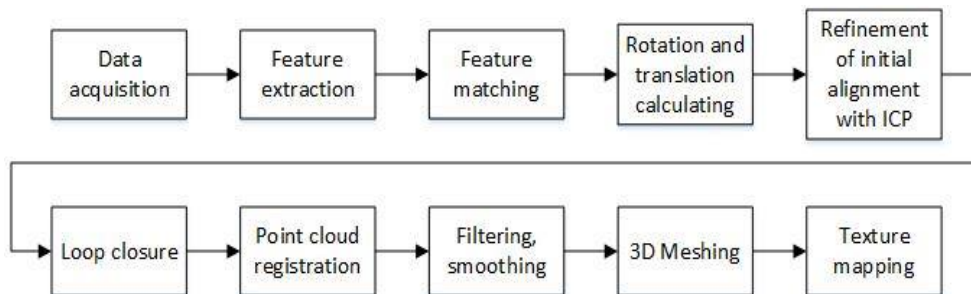 Data
acquisition
Feature
extraction
Feature
matching
Rotation and
translation
calculating
Refinement
of initial
alignment
with ICP
Loop closure
Point cloud
registration
Filtering,
smoothing
3D Meshing
Texture
mapping